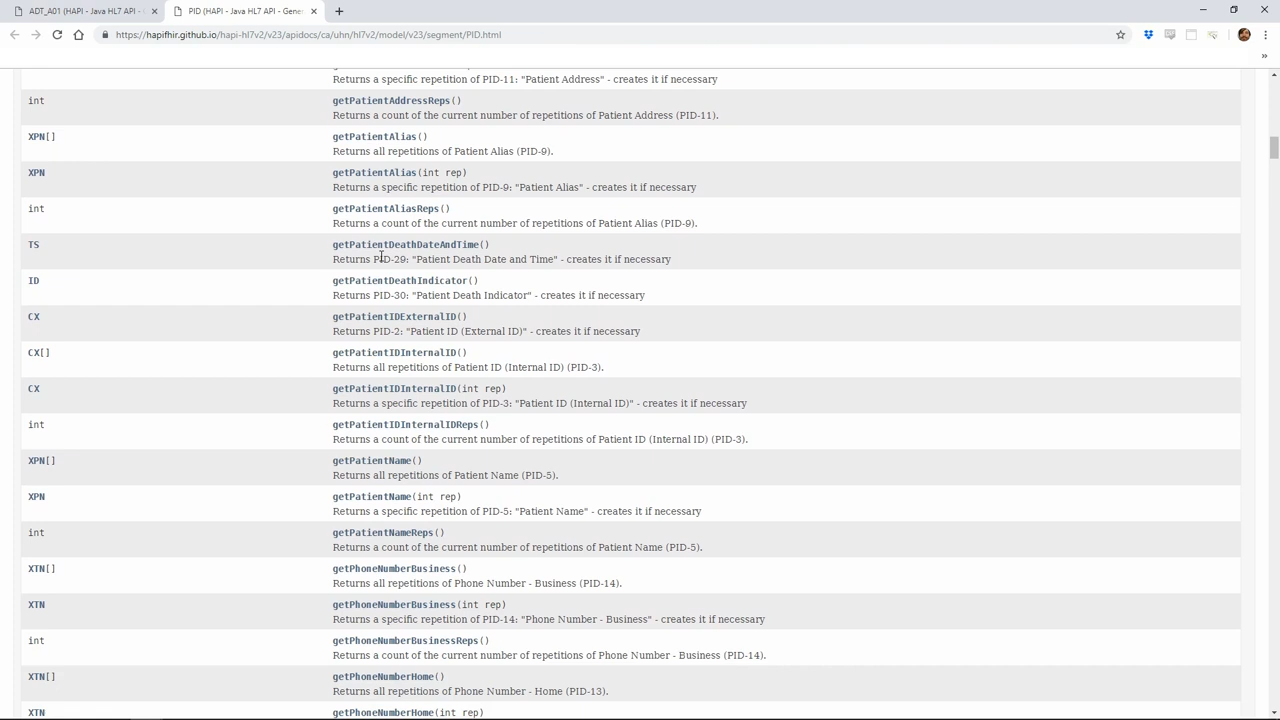 ADT_A01 (HAPI - Java HL7 API -
PID (HAPI - Java HL7 API - Gener
https://hapifhir.github.io/hapi-hl7v2/v23/apidocs/ca/uhn/hl7v2/model/v23/segment/PID.html
Returns a specific repetition of PID-11: "Patient Address" - creates it if necessary
int getPatientAddressReps()
Returns a count of the current number of repetitions of Patient Address (PID-11).
XPN[] getPatientAlias()
Returns all repetitions of Patient Alias (PID-9).
XPN getPatientAlias(int rep)
Returns a specific repetition of PID-9: "Patient Alias" - creates it if necessary
int getPatientAliasReps()
Returns a count of the current number of repetitions of Patient Alias (PID-9).
TS getPatientDeathDateAndTime()
Returns PID-29: "Patient Death Date and Time" - creates it if necessary
ID getPatientDeathIndicator()
Returns PID-30: "Patient Death Indicator" - creates it if necessary
CX getPatientIDExternalID()
Returns PID-2: "Patient ID (External ID)" - creates it if necessary
CX[] getPatientIDInternalID()
Returns all repetitions of Patient ID (Internal ID) (PID-3).
CX getPatientIDInternalID(int rep)
Returns a specific repetition of PID-3: "Patient ID (Internal ID)" - creates it if necessary
int getPatientIDInternalIDReps()
Returns a count of the current number of repetitions of Patient ID (Internal ID) (PID-3).
XPN[] getPatientName()
Returns all repetitions of Patient Name (PID-5).
XPN getPatientName(int rep)
Returns a specific repetition of PID-5: "Patient Name" - creates it if necessary
int getPatientNameReps()
Returns a count of the current number of repetitions of Patient Name (PID-5).
XTN[] getPhoneNumberBusiness()
Returns all repetitions of Phone Number - Business (PID-14).
XTN getPhoneNumberBusiness(int rep)
Returns a specific repetition of PID-14: "Phone Number - Business" - creates it if necessary
int getPhoneNumberBusinessReps()
Returns a count of the current number of repetitions of Phone Number - Business (PID-14).
XTN[] getPhoneNumberHome()
Returns all repetitions of Phone Number - Home (PID-13).
XTN getPhoneNumberHome(int rep)